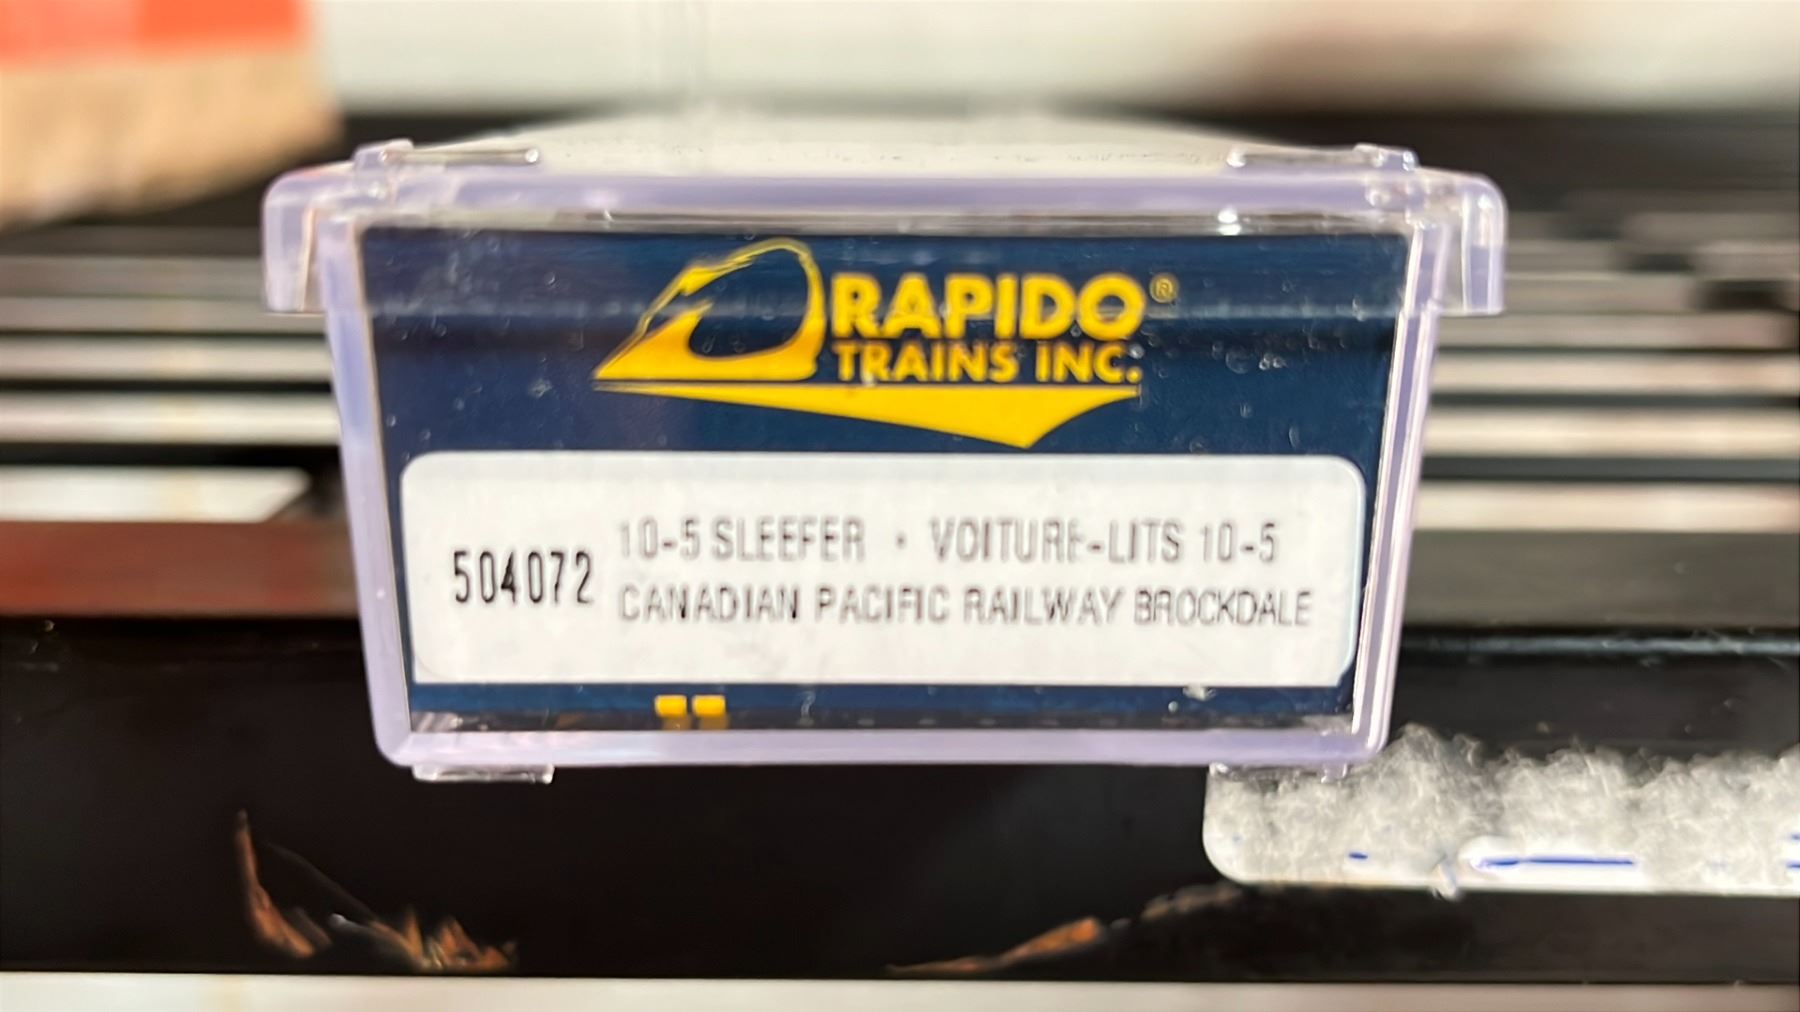 RAPIDO®
TRAINS INC.
504072
10-5 SLEEPER • VOITURE-LITS 10-5
CANADIAN PACIFIC RAILWAY BROCKDALE